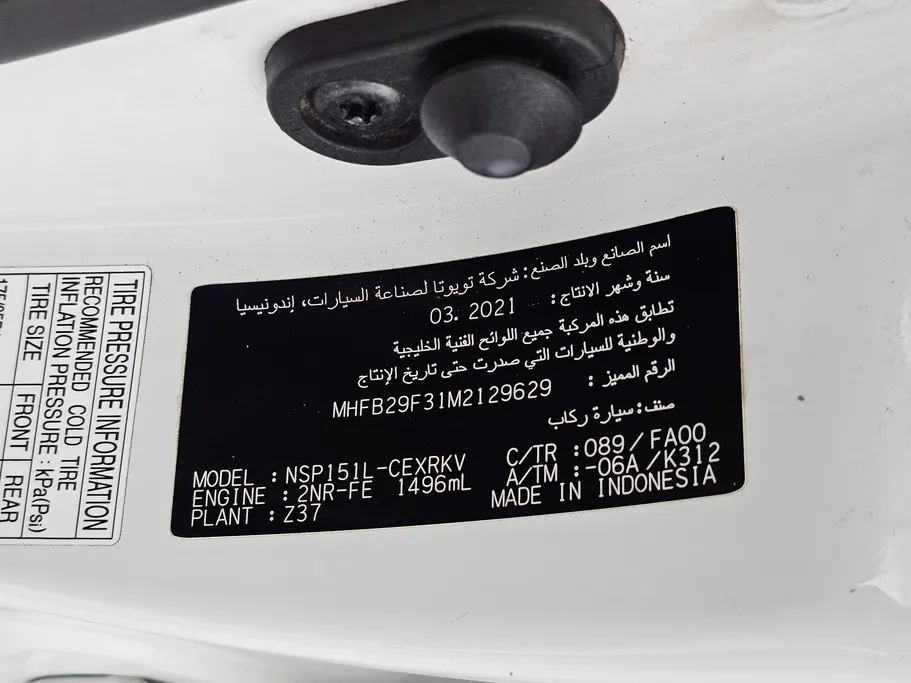 اسم الصانع وبلد الصنع: شركة تويوتا لصناعة السيارات، إندونيسيا
سنة وشهر الانتاج: 03. 2021
تطابق هذه المركبة جميع اللوائح الفنية الخليجية
والوطنية للسيارات التي صدرت حتى تاريخ الإنتاج
الرقم المميز: MHFB29F31M2129629
صنف: سيارة ركاب
MODEL : NSP151L-CEXRKV C/TR : 089 / FA00
ENGINE : 2NR-FE 1496mL A/TM : -06A / K312
PLANT : Z37 MADE IN INDONESIA
TIRE PRESSURE INFORMATION
RECOMMENDED COLD TIRE
INFLATION PRESSURE : kPa(Psi)
TIRE SIZE FRONT REAR